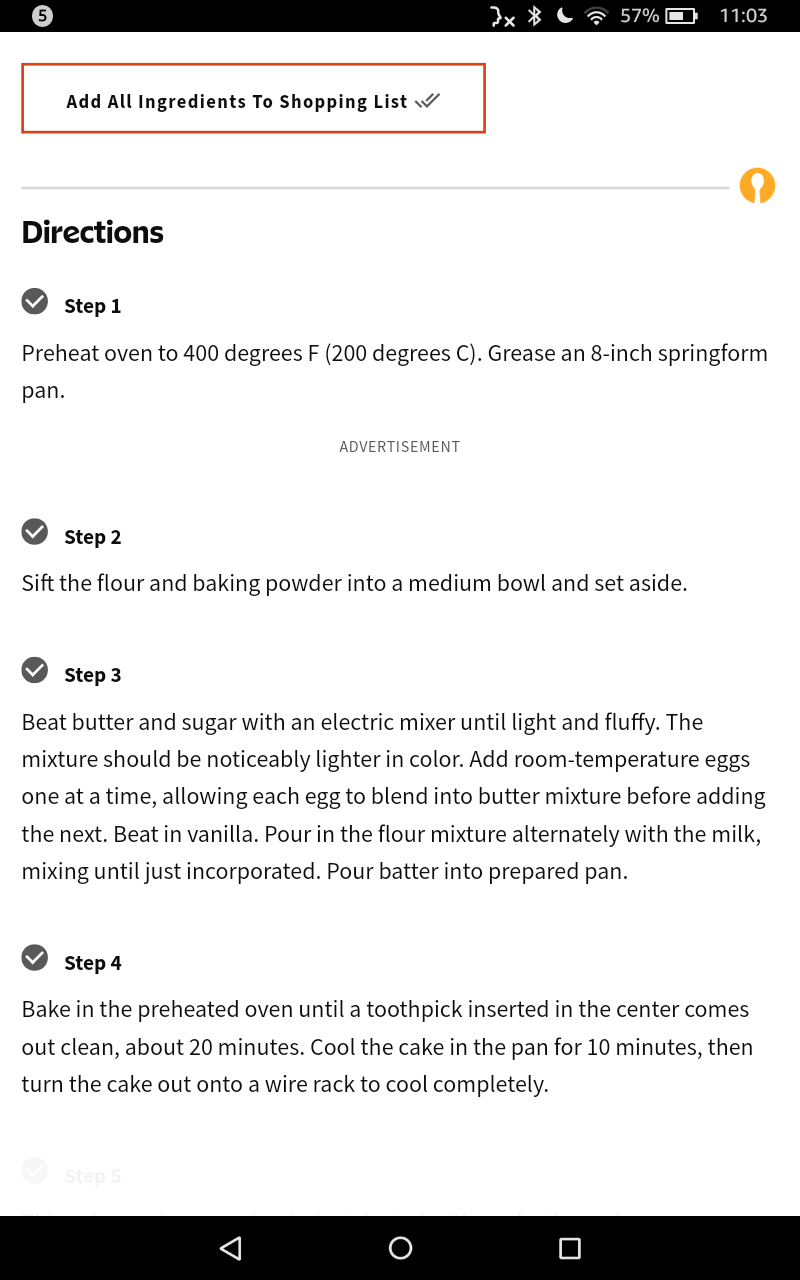 5
57%
11:03
Add All Ingredients To Shopping List
Directions
Step 1
Preheat oven to 400 degrees F (200 degrees C). Grease an 8-inch springform
pan.
ADVERTISEMENT
Step 2
Sift the flour and baking powder into a medium bowl and set aside.
Step 3
Beat butter and sugar with an electric mixer until light and fluffy. The
mixture should be noticeably lighter in color. Add room-temperature eggs
one at a time, allowing each egg to blend into butter mixture before adding
the next. Beat in vanilla. Pour in the flour mixture alternately with the milk,
mixing until just incorporated. Pour batter into prepared pan.
Step 4
Bake in the preheated oven until a toothpick inserted in the center comes
out clean, about 20 minutes. Cool the cake in the pan for 10 minutes, then
turn the cake out onto a wire rack to cool completely.
Step 5